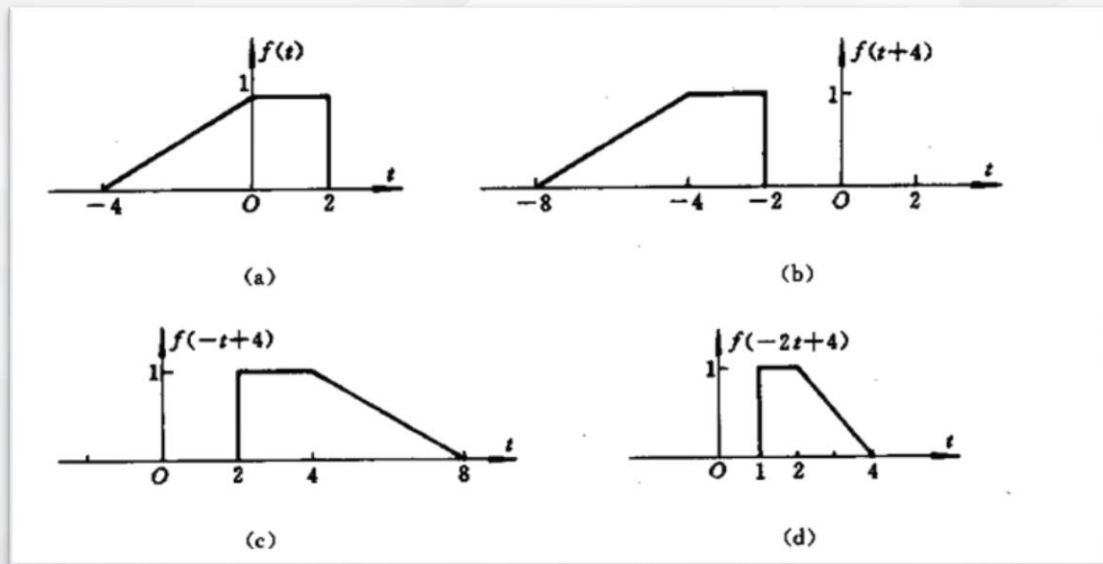 f(t)
1
t
-4 O 2
(a)
f(t+4)
1
t
-8 -4 -2 O 2
(b)
f(-t+4)
1
t
O 2 4 8
(c)
f(-2t+4)
1
t
O 1 2 4
(d)